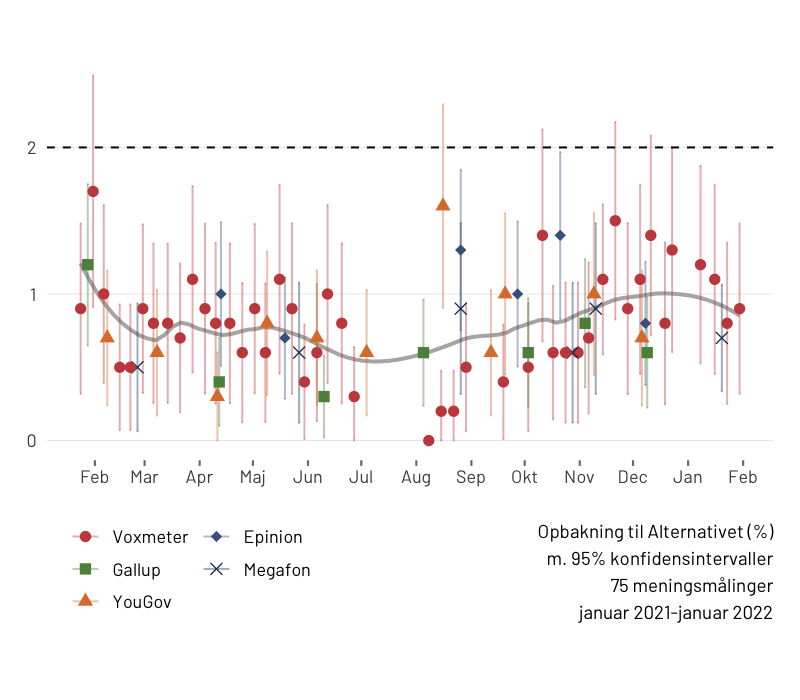 2
1
0
Feb Mar Apr Maj Jun Jul Aug Sep Okt Nov Dec Jan Feb
Voxmeter Epinion
Gallup Megafon
YouGov
Opbakning til Alternativet (%)
m. 95% konfidensintervaller
75 meningsmålinger
januar 2021-januar 2022